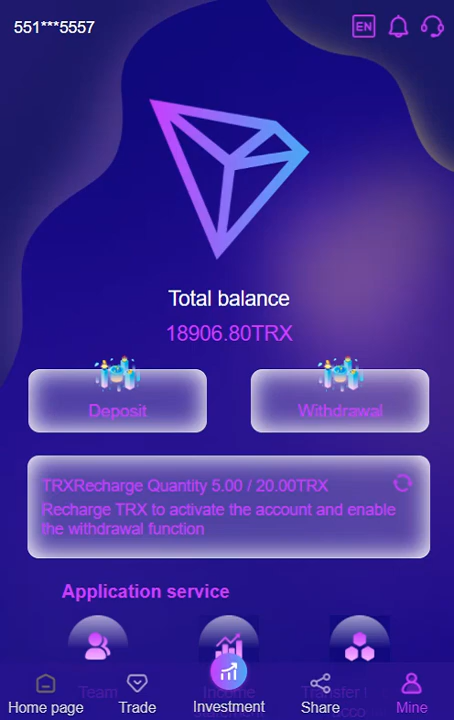 551***5557
EN
Total balance
18906.80TRX
Deposit
Withdrawal
TRXRecharge Quantity 5.00 / 20.00TRX
Recharge TRX to activate the account and enable
the withdrawal function
Application service
Team
Income
Transfer
Home page
Trade
Investment
Share
Mine